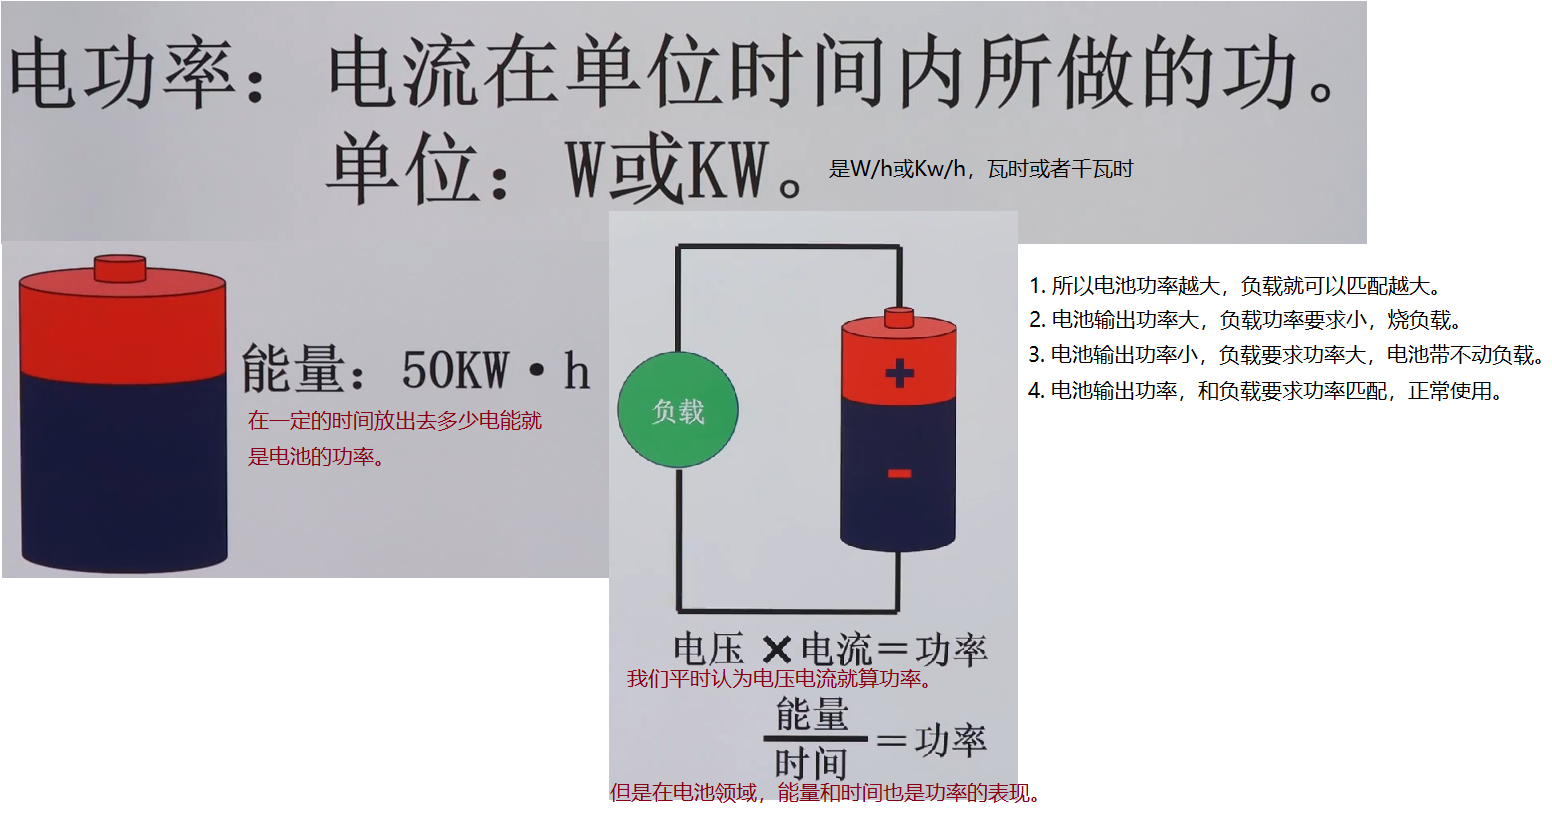 电功率：电流在单位时间内所做的功。
单位：W或KW。
是W/h或Kw/h，瓦时或者千瓦时
能量：50KW·h
在一定的时间放出去多少电能就
是电池的功率。
负载
+
-
电压×电流=功率
我们平时认为电压电流就算功率。
能量
时间
=功率
但是在电池领域，能量和时间也是功率的表现。
1. 所以电池功率越大，负载就可以匹配越大。
2. 电池输出功率大，负载功率要求小，烧负载。
3. 电池输出功率小，负载要求功率大，电池带不动负载。
4. 电池输出功率，和负载要求功率匹配，正常使用。